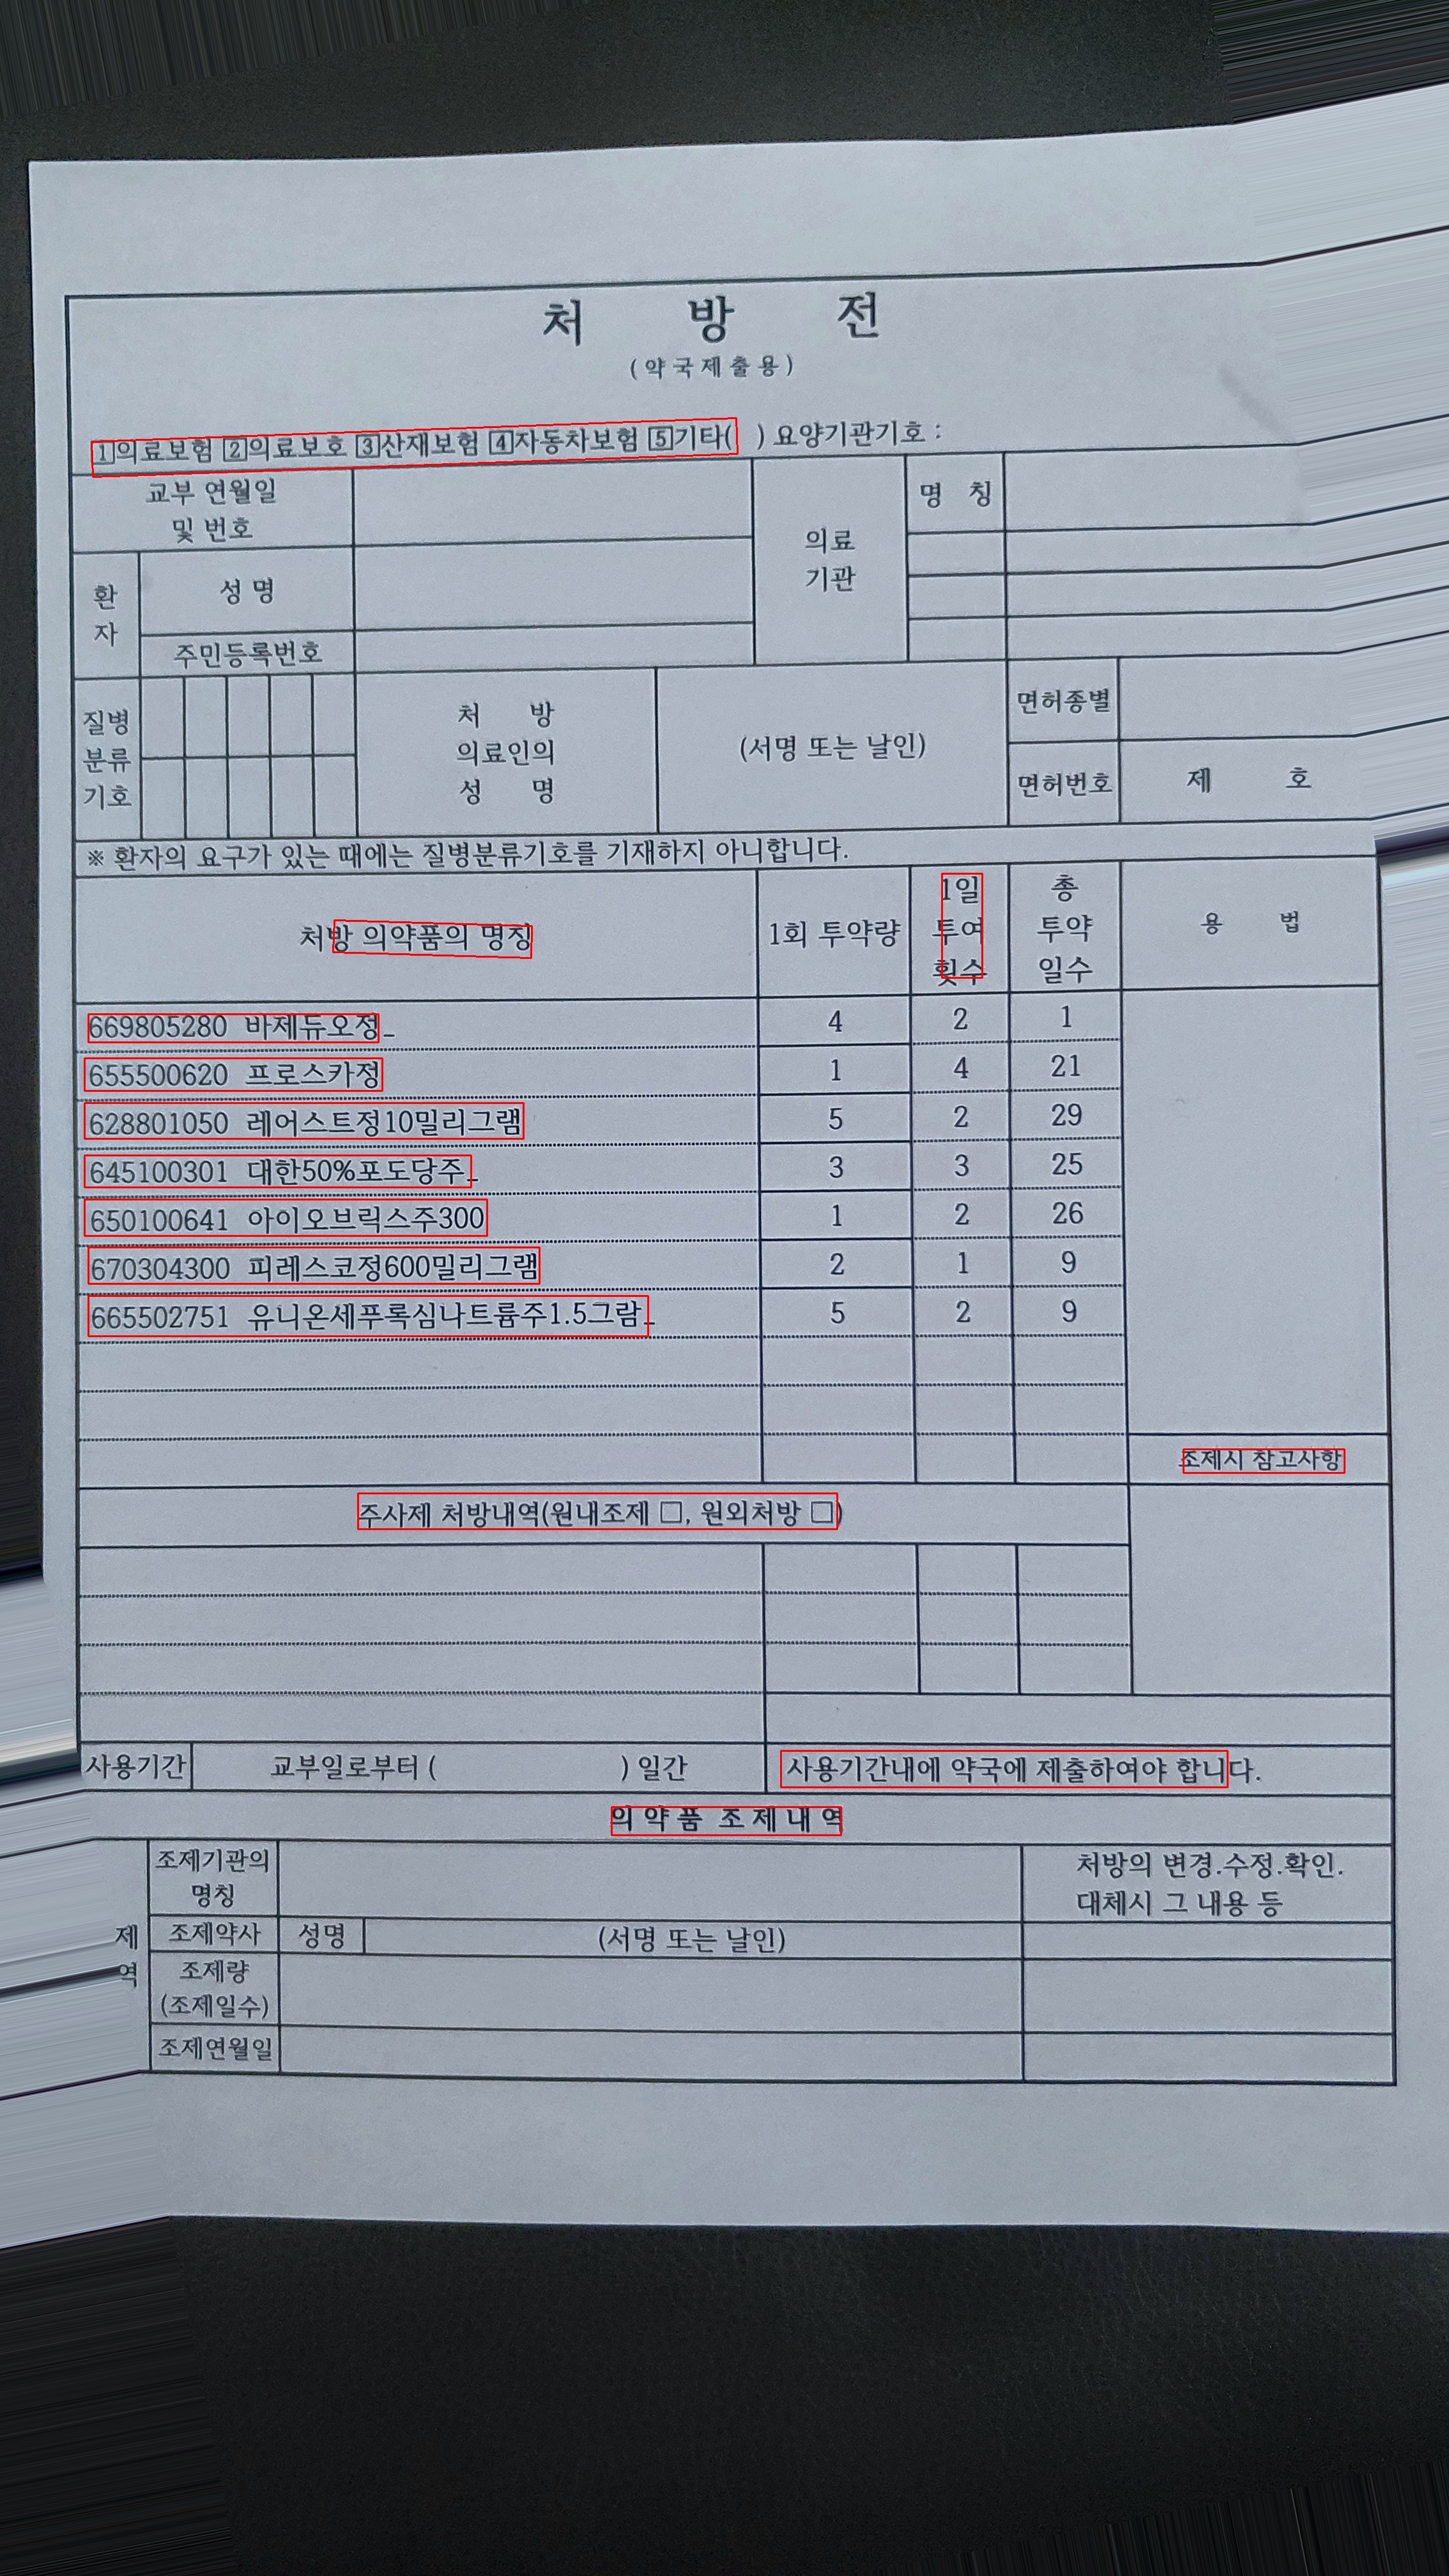 처 방 전
(약국제출용)
1의료보험 2의료보호 3산재보험 4자동차보험 5기타( ) 요양기관기호 :
교부 연월일
및 번호
의료
기관
명 칭
환
자
성 명
주민등록번호
질병
분류
기호
처 방
의료인의
성 명
(서명 또는 날인)
면허종별
면허번호
제 호
※ 환자의 요구가 있는 때에는 질병분류기호를 기재하지 아니합니다.
처방 의약품의 명칭
1회 투약량
1일
투여
횟수
총
투약
일수
용 법
669805280 바제듀오정_ 4 2 1
655500620 프로스카정 1 4 21
628801050 레어스트정10밀리그램 5 2 29
645100301 대한50%포도당주_ 3 3 25
650100641 아이오브릭스주300 1 2 26
670304300 피레스코정600밀리그램 2 1 9
665502751 유니온세푸록심나트륨주1.5그람_ 5 2 9
조제시 참고사항
주사제 처방내역(원내조제 □, 원외처방 □)
사용기간 교부일로부터 ( ) 일간 사용기간내에 약국에 제출하여야 합니다.
의 약 품 조 제 내 역
제
역
조제기관의
명칭
처방의 변경.수정.확인.
대체시 그 내용 등
조제약사 성명 (서명 또는 날인)
조제량
(조제일수)
조제연월일